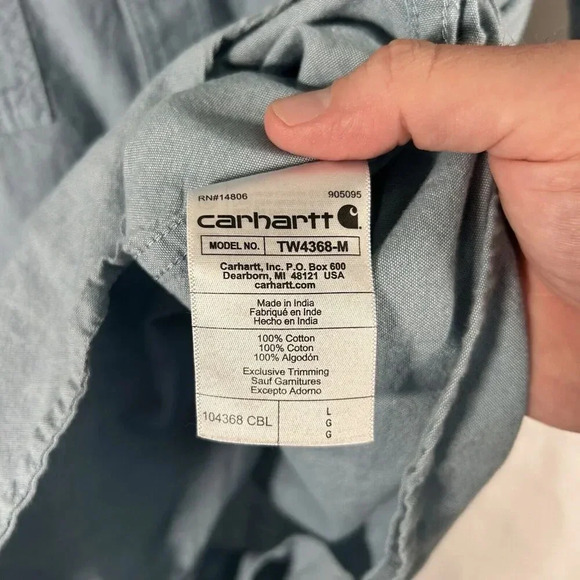 RN#14806 905095
carhartt
MODEL NO. TW4368-M
Carhartt, Inc. P.O. Box 600
Dearborn, MI 48121 USA
carhartt.com
Made in India
Fabriqué en Inde
Hecho en India
100% Cotton
100% Coton
100% Algodón
Exclusive Trimming
Sauf Garnitures
Excepto Adorno
104368 CBL
L
G
G